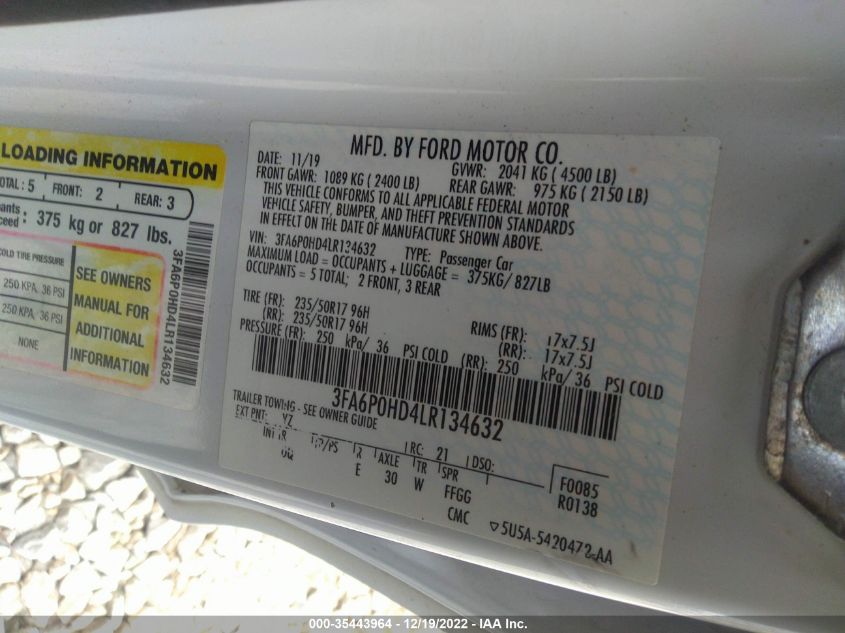 LOADING INFORMATION
OTAL: 5 FRONT: 2 REAR: 3
pants
ceed: 375 kg or 827 lbs.
COLD TIRE PRESSURE
250 KPA, 36 PSI
250 KPA, 36 PSI
NONE
SEE OWNERS
MANUAL FOR
ADDITIONAL
INFORMATION
3FA6P0HD4LR134632
MFD. BY FORD MOTOR CO.
DATE: 11/19 GVWR: 2041 KG ( 4500 LB)
FRONT GAWR: 1089 KG ( 2400 LB) REAR GAWR: 975 KG ( 2150 LB)
THIS VEHICLE CONFORMS TO ALL APPLICABLE FEDERAL MOTOR
VEHICLE SAFETY, BUMPER, AND THEFT PREVENTION STANDARDS
IN EFFECT ON THE DATE OF MANUFACTURE SHOWN ABOVE.
VIN: 3FA6P0HD4LR134632 TYPE: Passenger Car
MAXIMUM LOAD = OCCUPANTS + LUGGAGE = 375KG/ 827LB
OCCUPANTS = 5 TOTAL; 2 FRONT, 3 REAR
TIRE (FR): 235/50R17 96H RIMS (FR): 17x7.5J
(RR): 235/50R17 96H (RR): 17x7.5J
PRESSURE (FR): 250 kPa/ 36 PSI COLD (RR): 250 kPa/ 36 PSI COLD
3FA6P0HD4LR134632
TRAILER TOWING - SEE OWNER GUIDE
EXT PNT: YZ RC: 21 DSO:
INT TR TP/PS R AXLE TR SPR F0085
E 30 W FFGG R0138
CMC 5U5A-5420472-AA
000-35443964 - 12/19/2022 - IAA Inc.